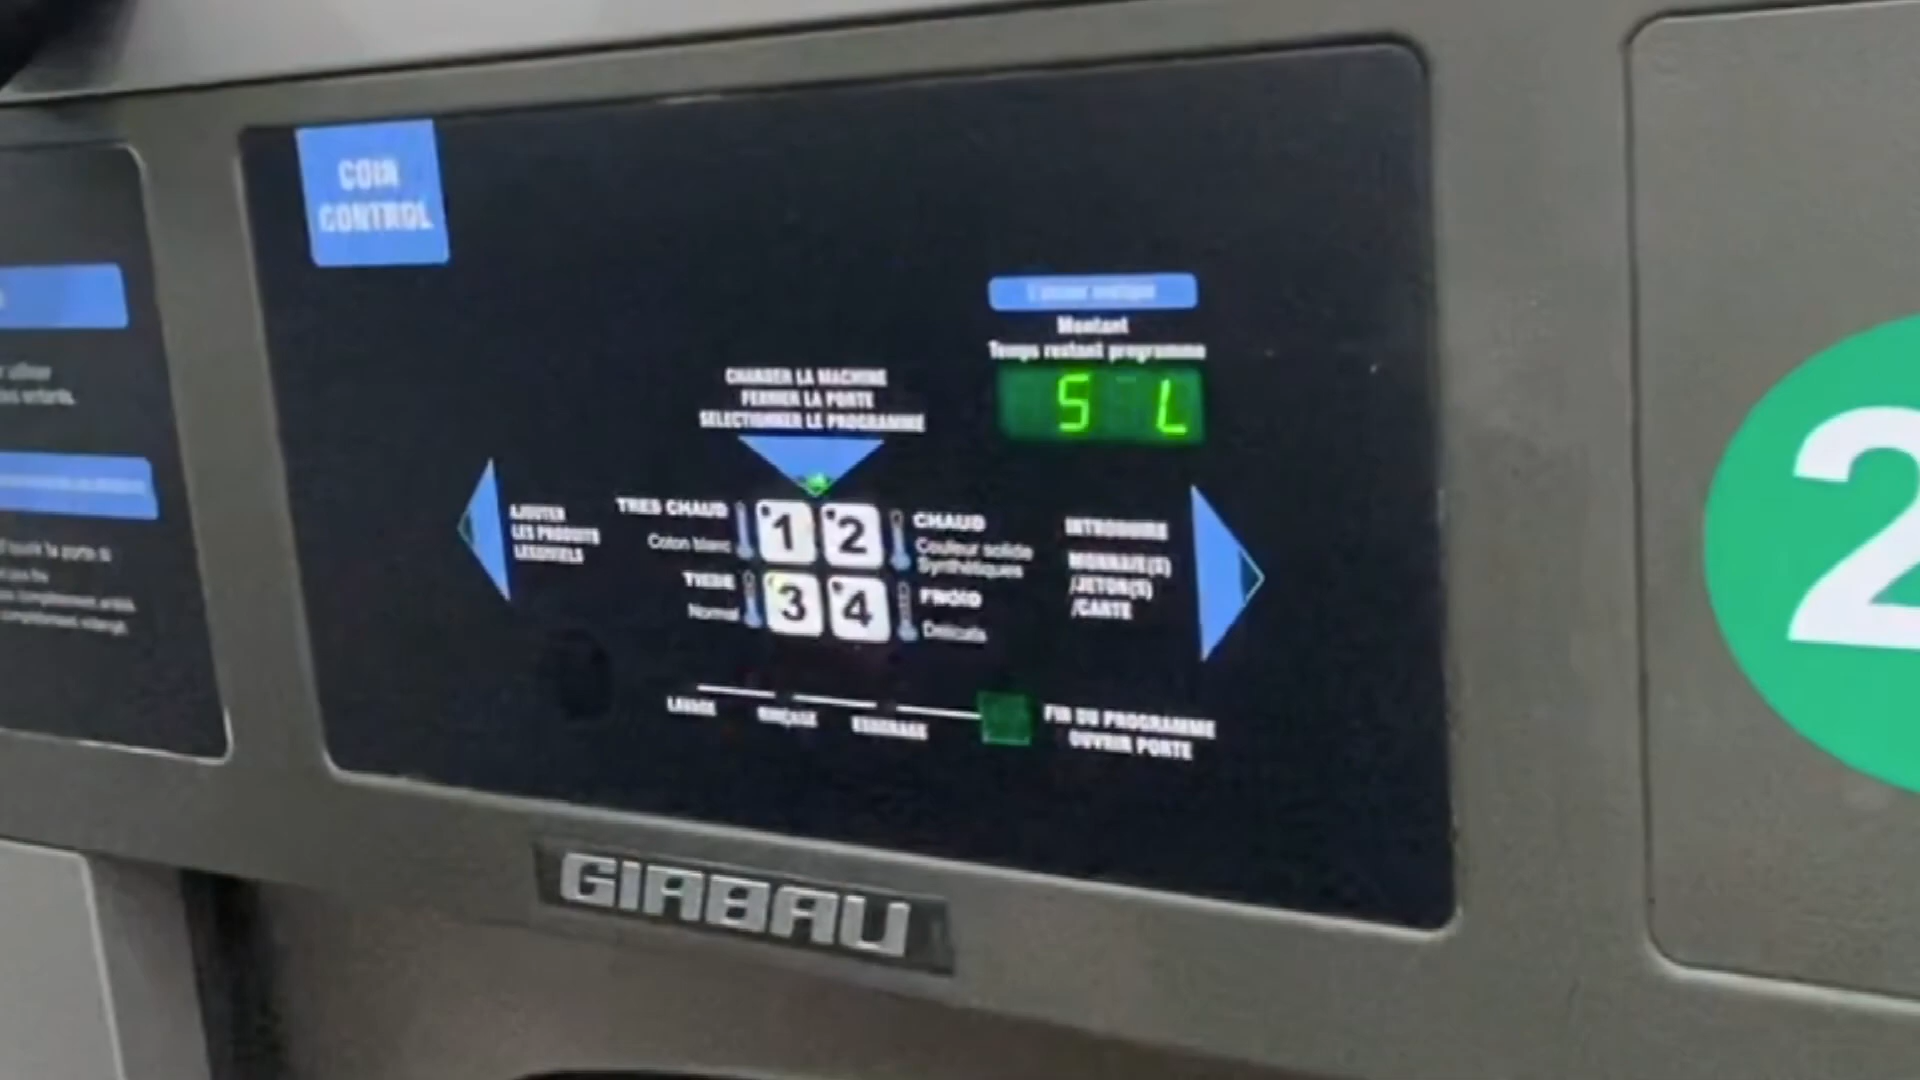 COIN
CONTROL
Montant
Temps restant programme
5 L
CHARGER LA MACHINE
FERMER LA PORTE
SELECTIONNER LE PROGRAMME
AJOUTER
LES PRODUITS
LESSIVIELS
TRES CHAUD
Coton blanc
1 2
CHAUD
Couleur solide
Synthétiques
TIEDE
Normal
3 4
FROID
Délicats
INTRODUIRE
MONNAIE(S)
/JETON(S)
/CARTE
LAVAGE
RINÇAGE
ESSORAGE
FIN DU PROGRAMME
OUVRIR PORTE
GIRBAU
2